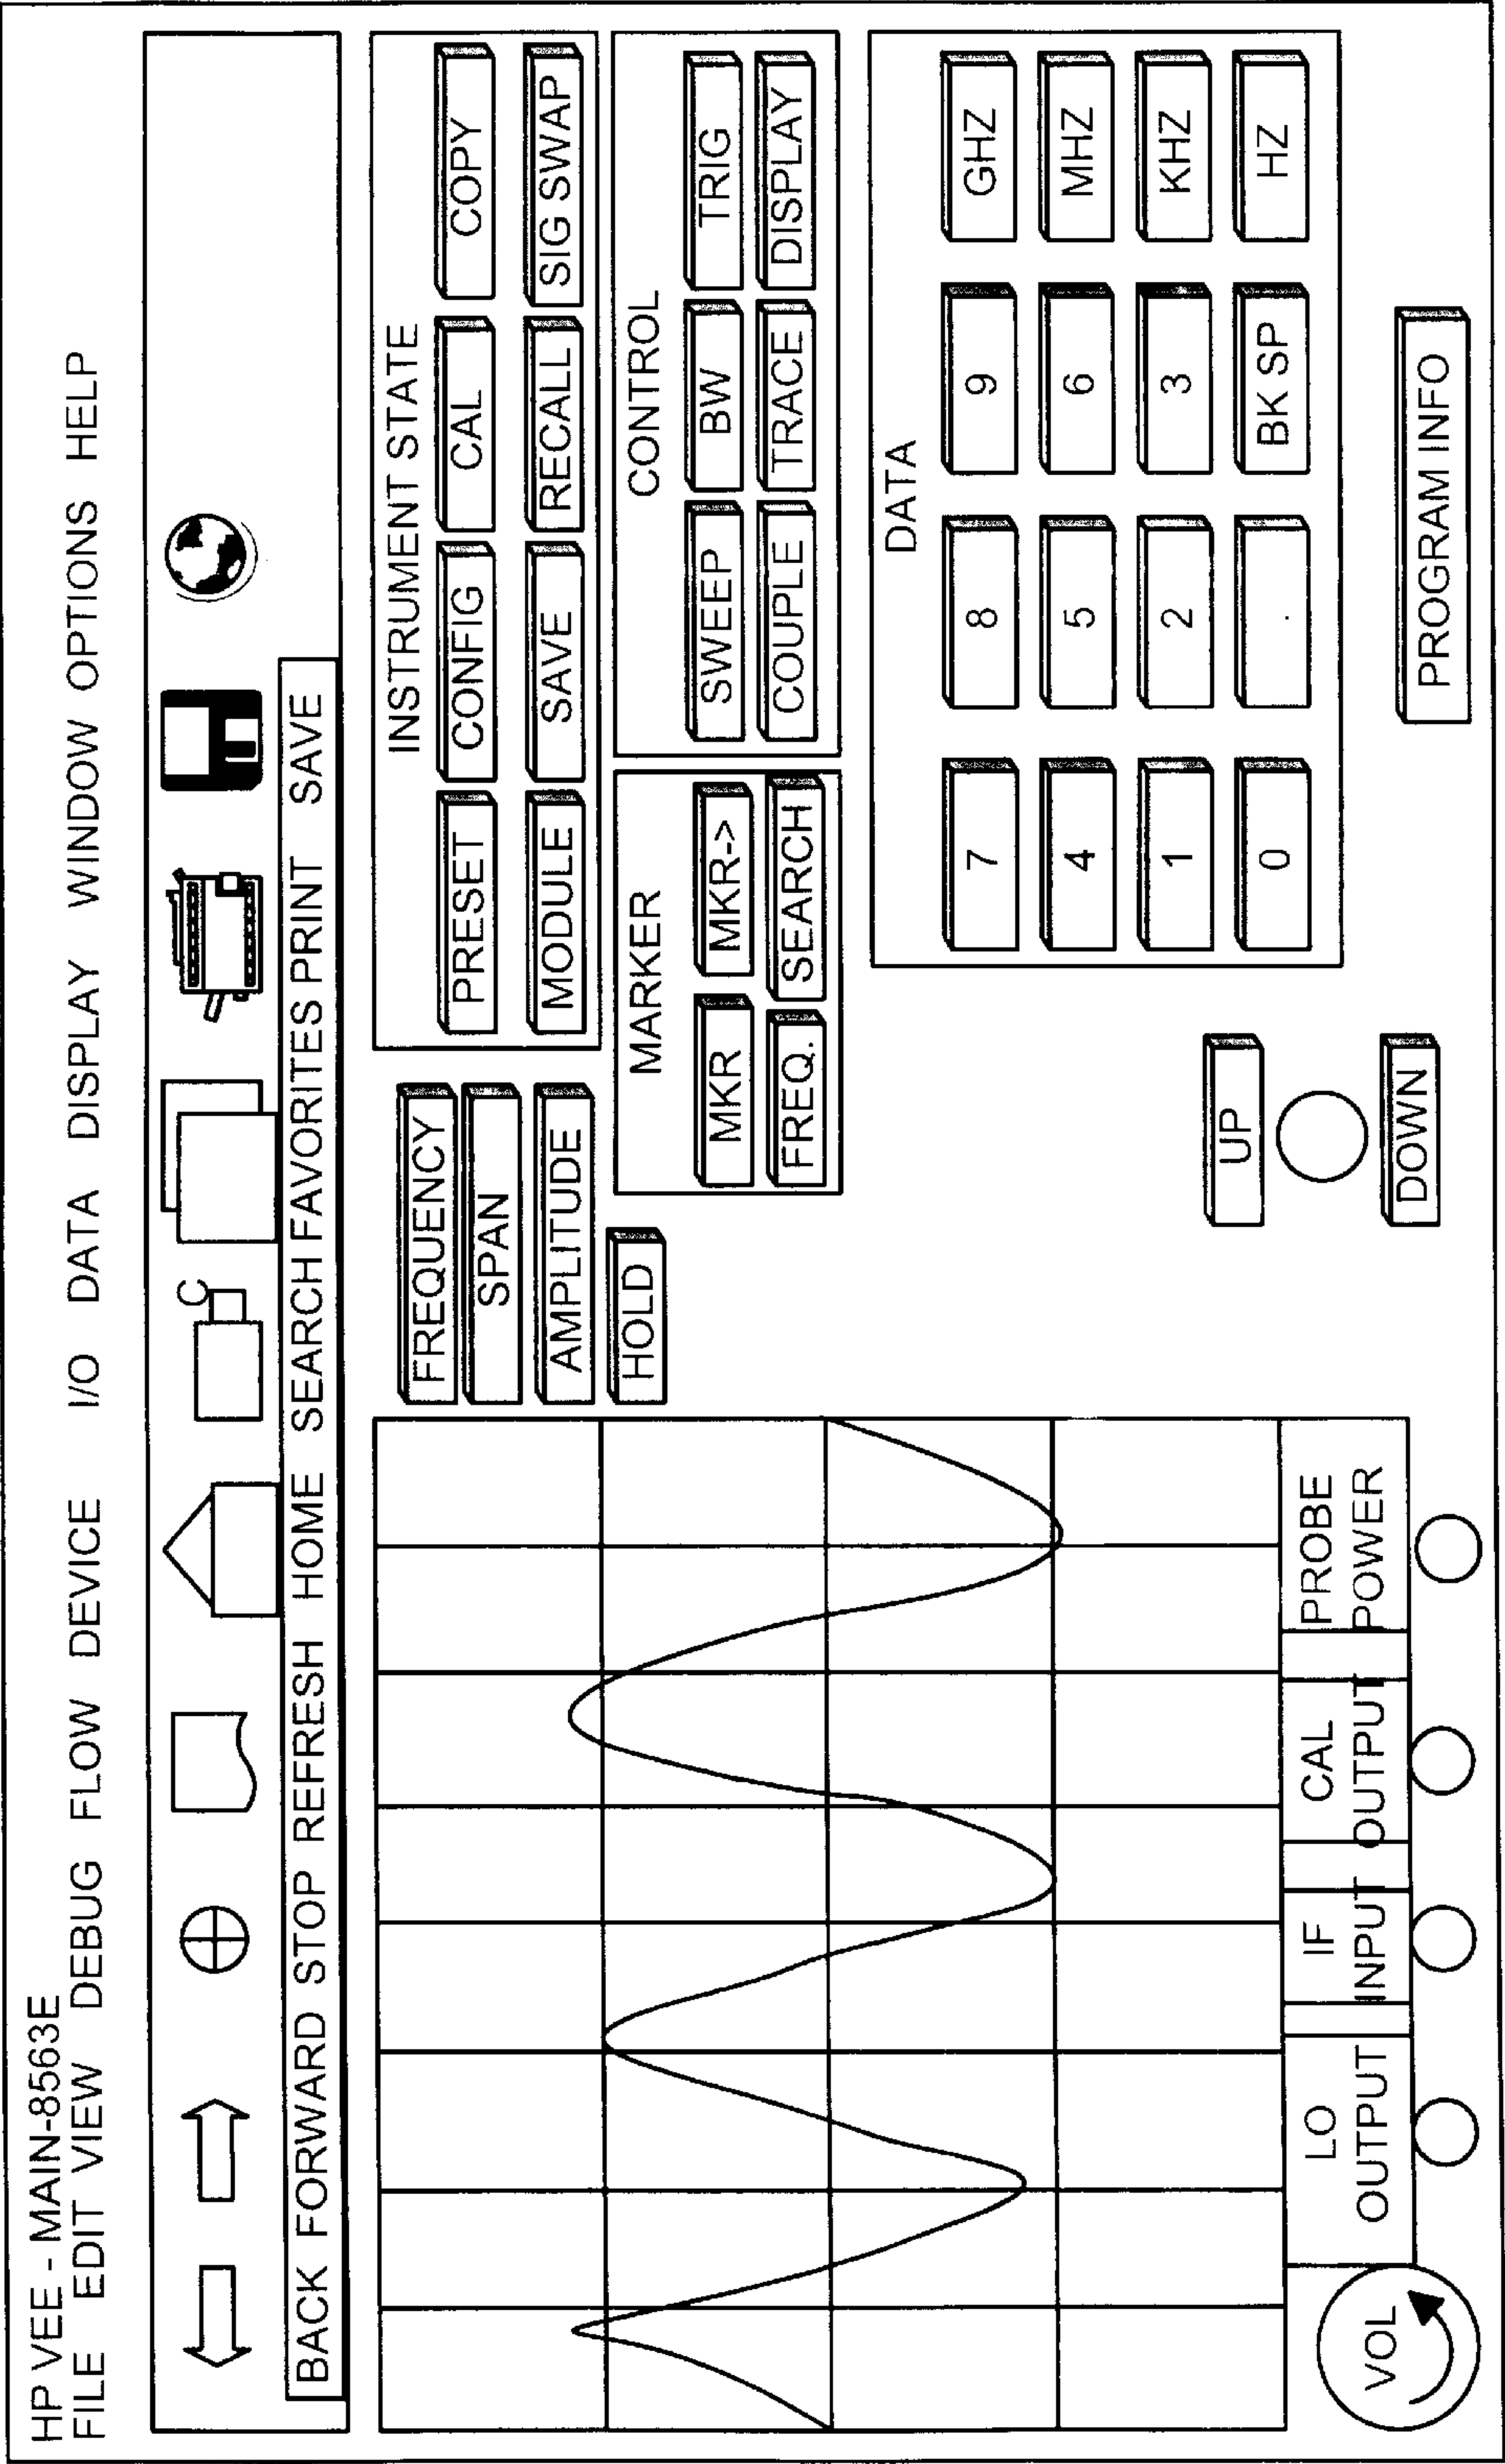 HP VEE - MAIN-8563E
FILE EDIT VIEW DEBUG FLOW DEVICE I/O DATA DISPLAY WINDOW OPTIONS HELP
C
BACK FORWARD STOP REFRESH HOME SEARCH FAVORITES PRINT SAVE
FREQUENCY
SPAN
AMPLITUDE
HOLD
INSTRUMENT STATE
PRESET CONFIG CAL COPY
MODULE SAVE RECALL SIG SWAP
MARKER
MKR MKR->
FREQ. SEARCH
CONTROL
SWEEP BW TRIG
COUPLE TRACE DISPLAY
DATA
7 8 9 GHZ
4 5 6 MHZ
1 2 3 KHZ
0 . BK SP HZ
UP
DOWN
PROGRAM INFO
VOL
LO
OUTPUT
IF
INPUT
CAL
OUTPUT
PROBE
POWER